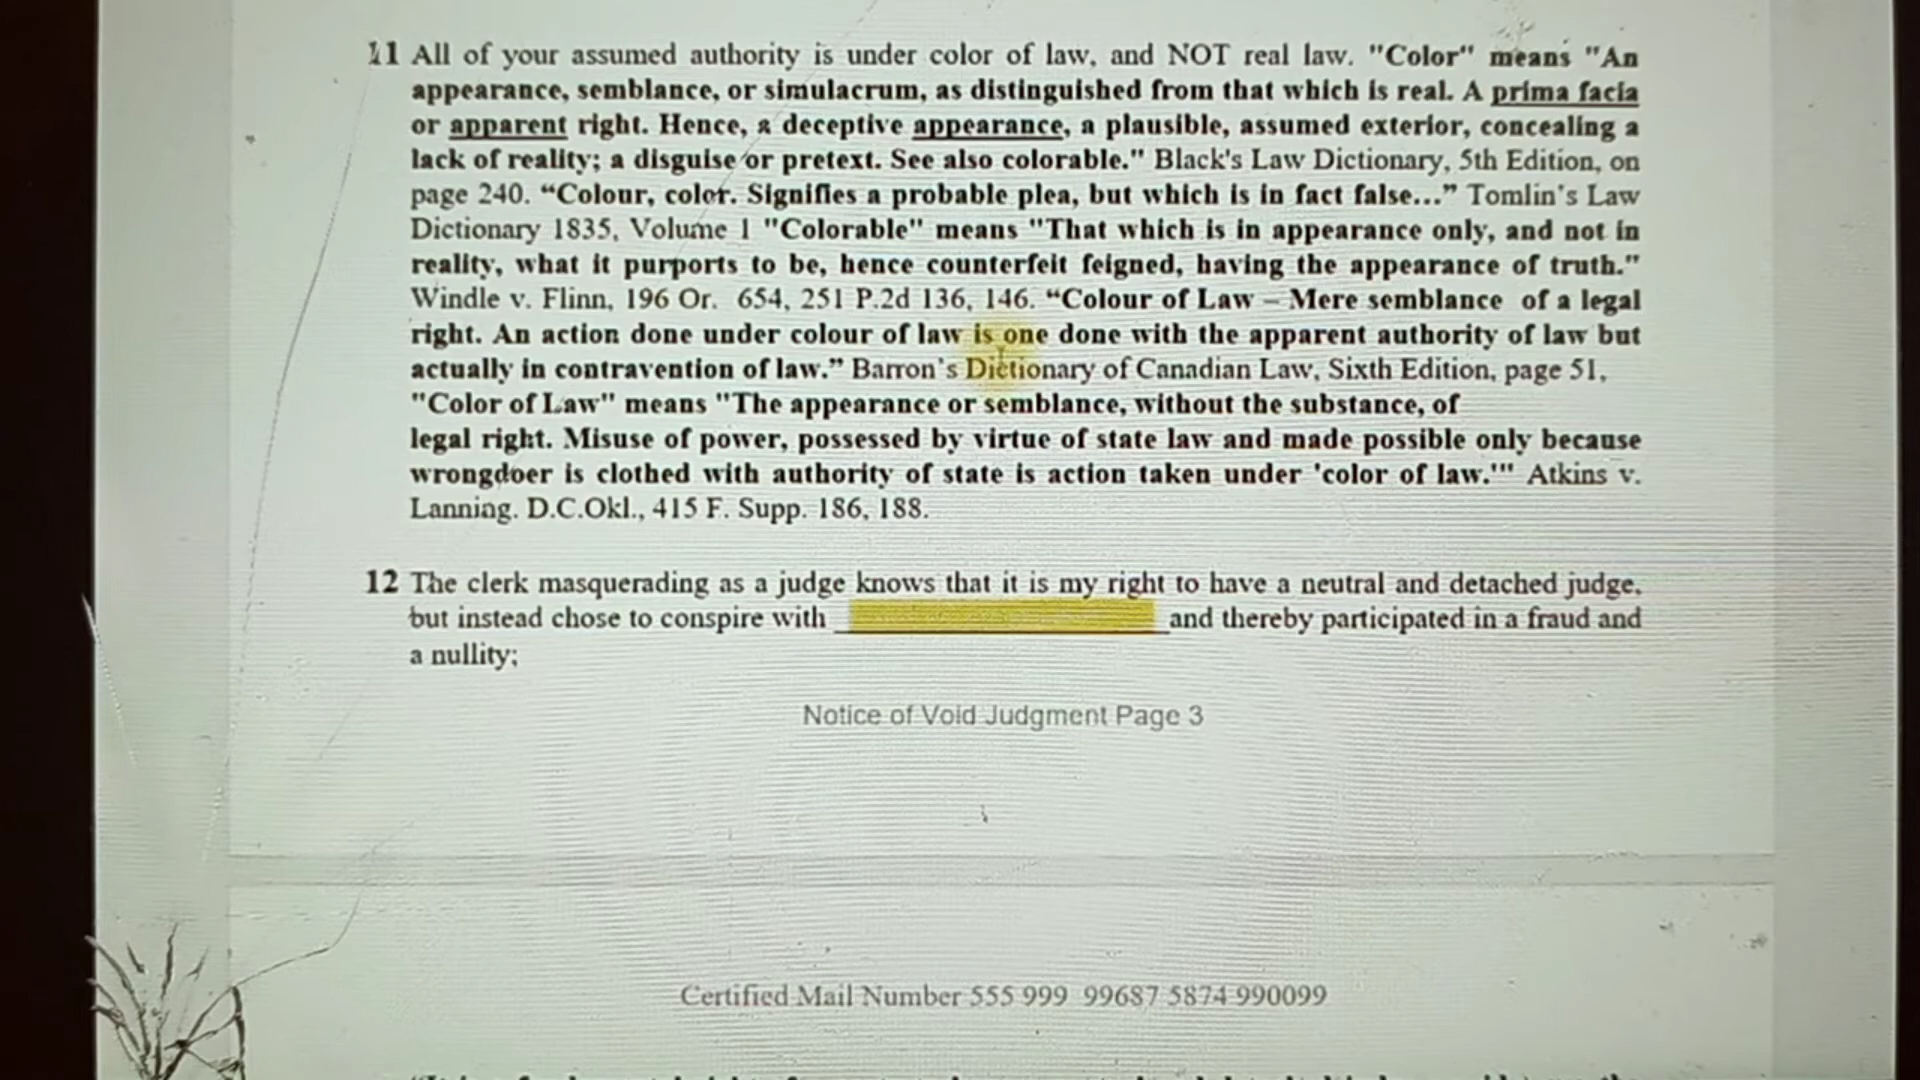 11 All of your assumed authority is under color of law, and NOT real law. "Color" means "An
appearance, semblance, or simulacrum, as distinguished from that which is real. A prima facia
or apparent right. Hence, a deceptive appearance, a plausible, assumed exterior, concealing a
lack of reality; a disguise or pretext. See also colorable." Black's Law Dictionary, 5th Edition, on
page 240. “Colour, color. Signifies a probable plea, but which is in fact false...” Tomlin's Law
Dictionary 1835, Volume 1 "Colorable" means "That which is in appearance only, and not in
reality, what it purports to be, hence counterfeit feigned, having the appearance of truth."
Windle v. Flinn, 196 Or. 654, 251 P.2d 136, 146. “Colour of Law – Mere semblance of a legal
right. An action done under colour of law is one done with the apparent authority of law but
actually in contravention of law.” Barron's Dictionary of Canadian Law, Sixth Edition, page 51,
"Color of Law" means "The appearance or semblance, without the substance, of
legal right. Misuse of power, possessed by virtue of state law and made possible only because
wrongdoer is clothed with authority of state is action taken under 'color of law.'" Atkins v.
Lanning. D.C.Okl., 415 F. Supp. 186, 188.
12 The clerk masquerading as a judge knows that it is my right to have a neutral and detached judge,
but instead chose to conspire with and thereby participated in a fraud and
a nullity;
Notice of Void Judgment Page 3
Certified Mail Number 555 999 99687 5874 990099